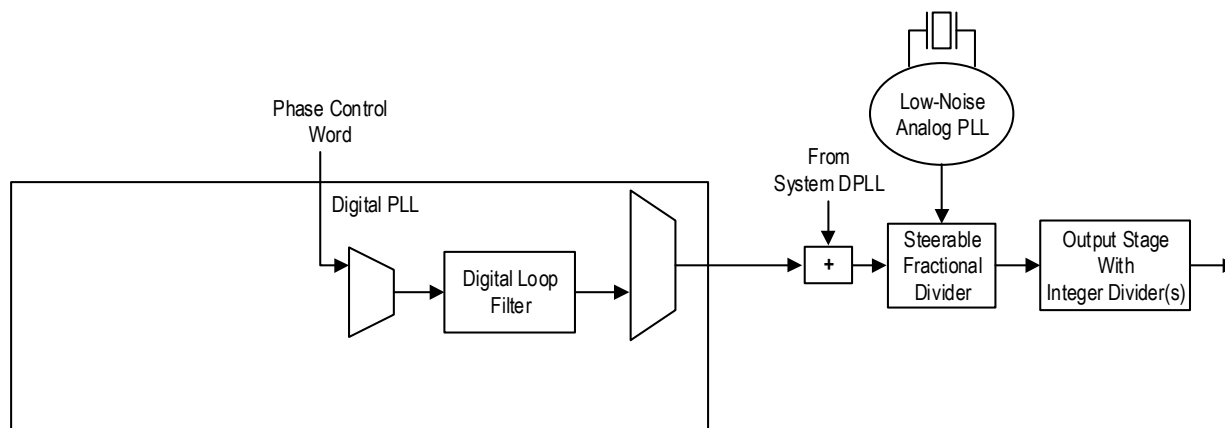 Phase Control
Word
Digital PLL
Digital Loop
Filter
From
System DPLL
+
Low-Noise
Analog PLL
Steerable
Fractional
Divider
Output Stage
With
Integer Divider(s)